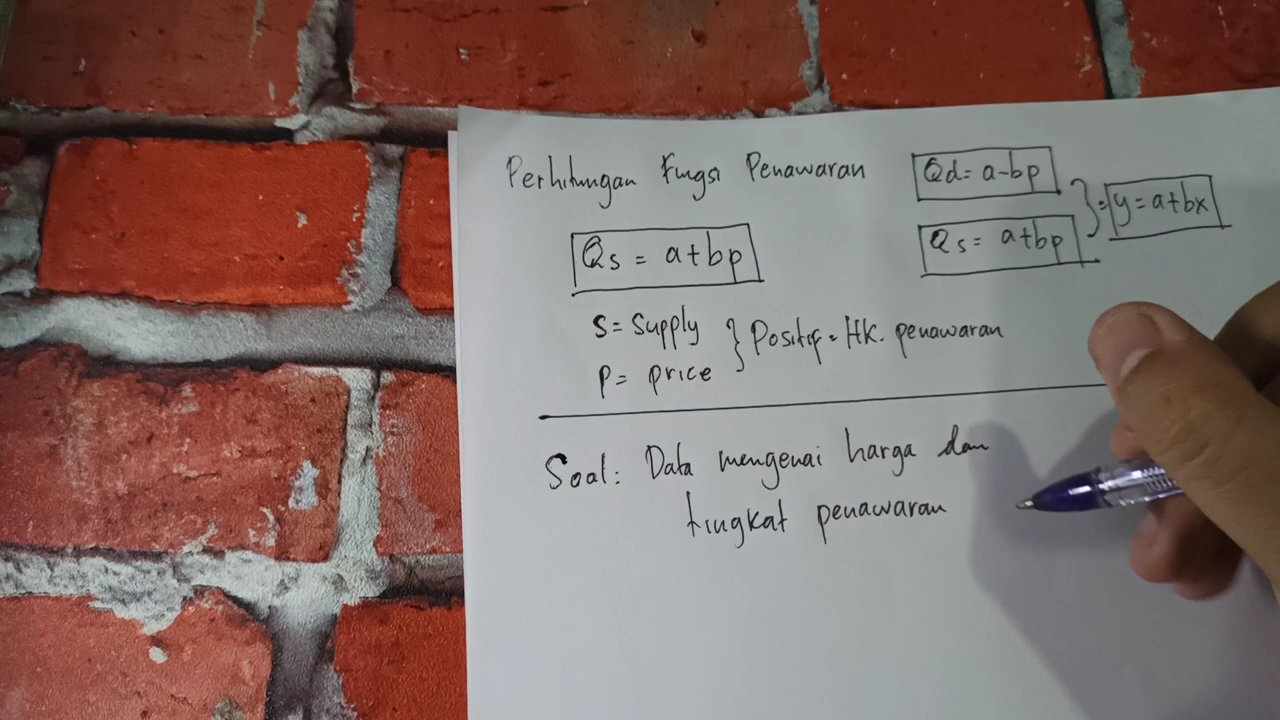 Perhitungan Fungsi Penawaran
Qd = a-bp
Qs = a+bp
} = y = a+bx
Qs = a+bp
S = Supply
P = price
} Positif = Hk. penawaran
Soal: Data mengenai harga dan
tingkat penawaran